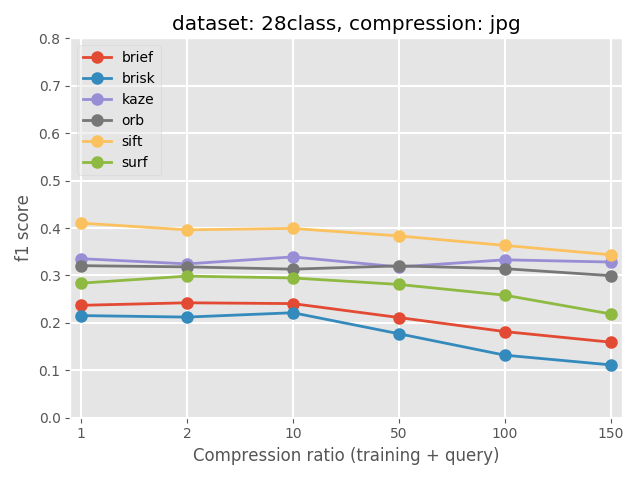 dataset: 28class, compression: jpg
0.8
0.7
0.6
0.5
0.4
0.3
0.2
0.1
0.0
f1 score
brief
brisk
kaze
orb
sift
surf
1 2 10 50 100 150
Compression ratio (training + query)